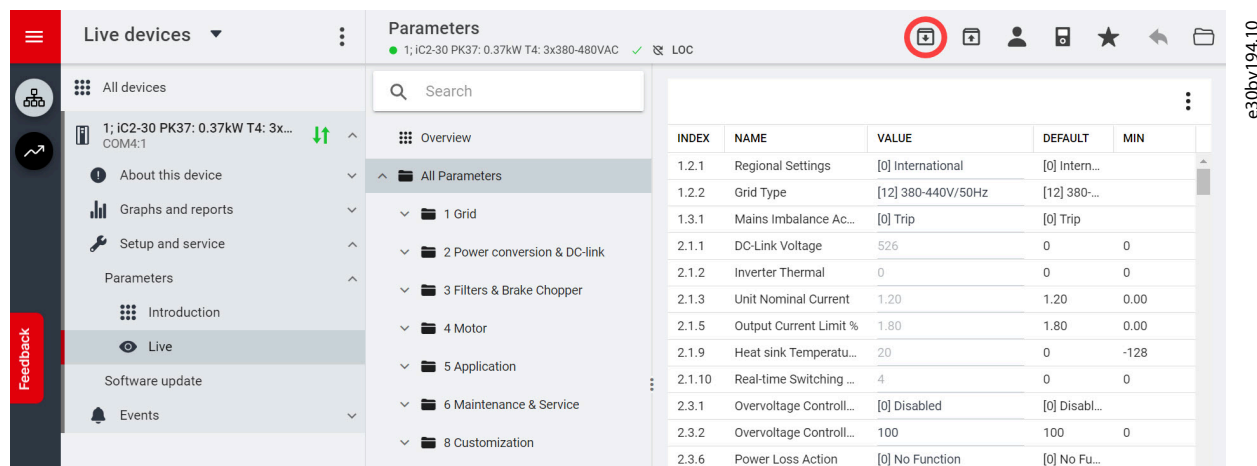 Live devices
Parameters
1; iC2-30 PK37: 0.37kW T4: 3x380-480VAC LOC
e30bv194.10
All devices
1; iC2-30 PK37: 0.37kW T4: 3x...
COM4:1
About this device
Graphs and reports
Setup and service
Parameters
Introduction
Live
Software update
Events
Feedback
Search
Overview
All Parameters
1 Grid
2 Power conversion & DC-link
3 Filters & Brake Chopper
4 Motor
5 Application
6 Maintenance & Service
8 Customization
INDEX NAME VALUE DEFAULT MIN
1.2.1 Regional Settings [0] International [0] Intern...
1.2.2 Grid Type [12] 380-440V/50Hz [12] 380-...
1.3.1 Mains Imbalance Ac... [0] Trip [0] Trip
2.1.1 DC-Link Voltage 526 0 0
2.1.2 Inverter Thermal 0 0 0
2.1.3 Unit Nominal Current 1.20 1.20 0.00
2.1.5 Output Current Limit % 1.80 1.80 0.00
2.1.9 Heat sink Temperatu... 20 0 -128
2.1.10 Real-time Switching ... 4 0 0
2.3.1 Overvoltage Controll... [0] Disabled [0] Disabl...
2.3.2 Overvoltage Controll... 100 100 0
2.3.6 Power Loss Action [0] No Function [0] No Fu...